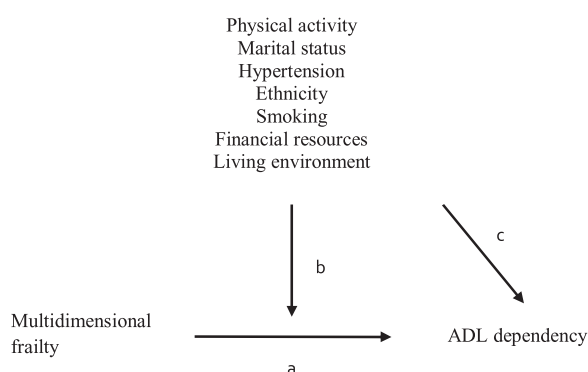 Physical activity
Marital status
Hypertension
Ethnicity
Smoking
Financial resources
Living environment
c
b
Multidimensional
frailty
ADL dependency
a